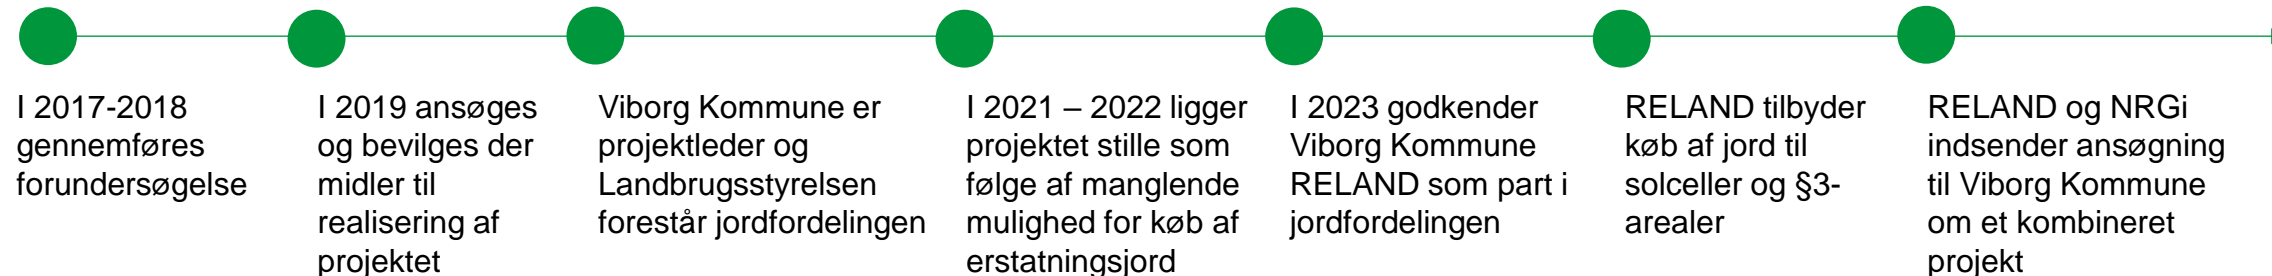 I 2017-2018
gennemføres
forundersøgelse
I 2019 ansøges
og bevilges der
midler til
realisering af
projektet
Viborg Kommune er
projektleder og
Landbrugsstyrelsen
forestår jordfordelingen
I 2021 – 2022 ligger
projektet stille som
følge af manglende
mulighed for køb af
erstatningsjord
I 2023 godkender
Viborg Kommune
RELAND som part i
jordfordelingen
RELAND tilbyder
køb af jord til
solceller og §3-
arealer
RELAND og NRGi
indsender ansøgning
til Viborg Kommune
om et kombineret
projekt